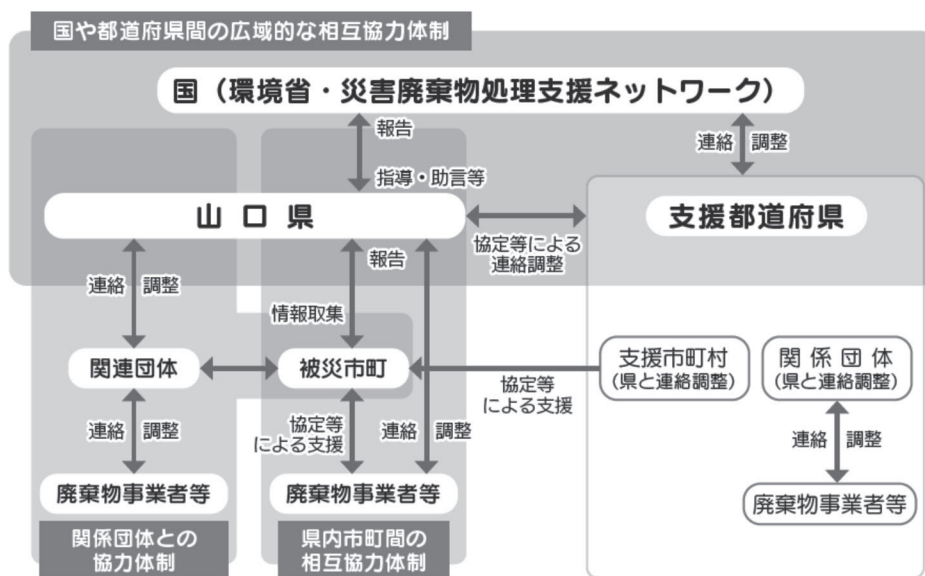 国や都道府県間の広域的な相互協力体制
国（環境省・災害廃棄物処理支援ネットワーク）
報告
連絡 調整
指導・助言等
山口県
支援都道府県
協定等による
連絡調整
報告
連絡 調整
情報取集
関連団体
被災市町
支援市町村
（県と連絡調整）
関係団体
（県と連絡調整）
協定等
による支援
連絡 調整
協定等
による支援
連絡 調整
連絡 調整
廃棄物事業者等
廃棄物事業者等
廃棄物事業者等
関係団体との
協力体制
県内市町間の
相互協力体制